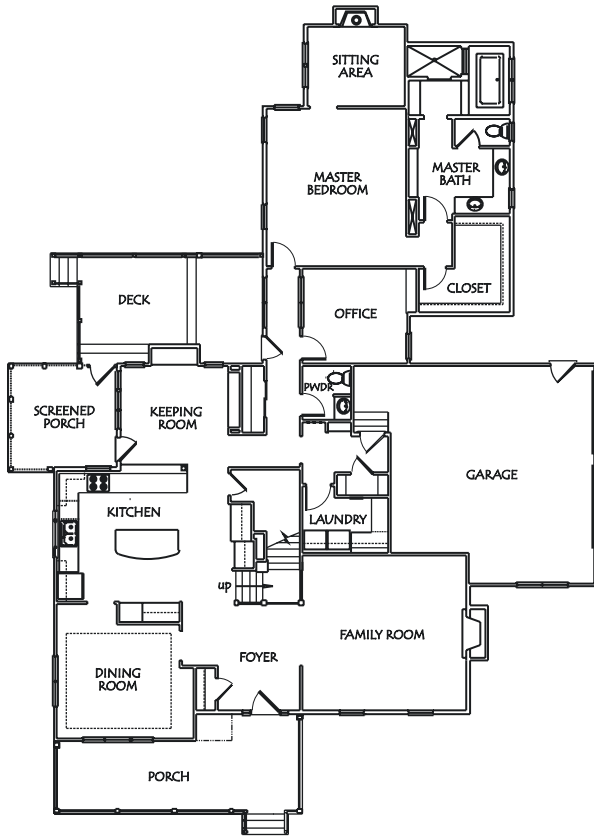 SITTING
AREA
MASTER
BEDROOM
MASTER
BATH
CLOSET
DECK
OFFICE
PWDR
SCREENED
PORCH
KEEPING
ROOM
GARAGE
KITCHEN
LAUNDRY
up
FAMILY ROOM
FOYER
DINING
ROOM
PORCH